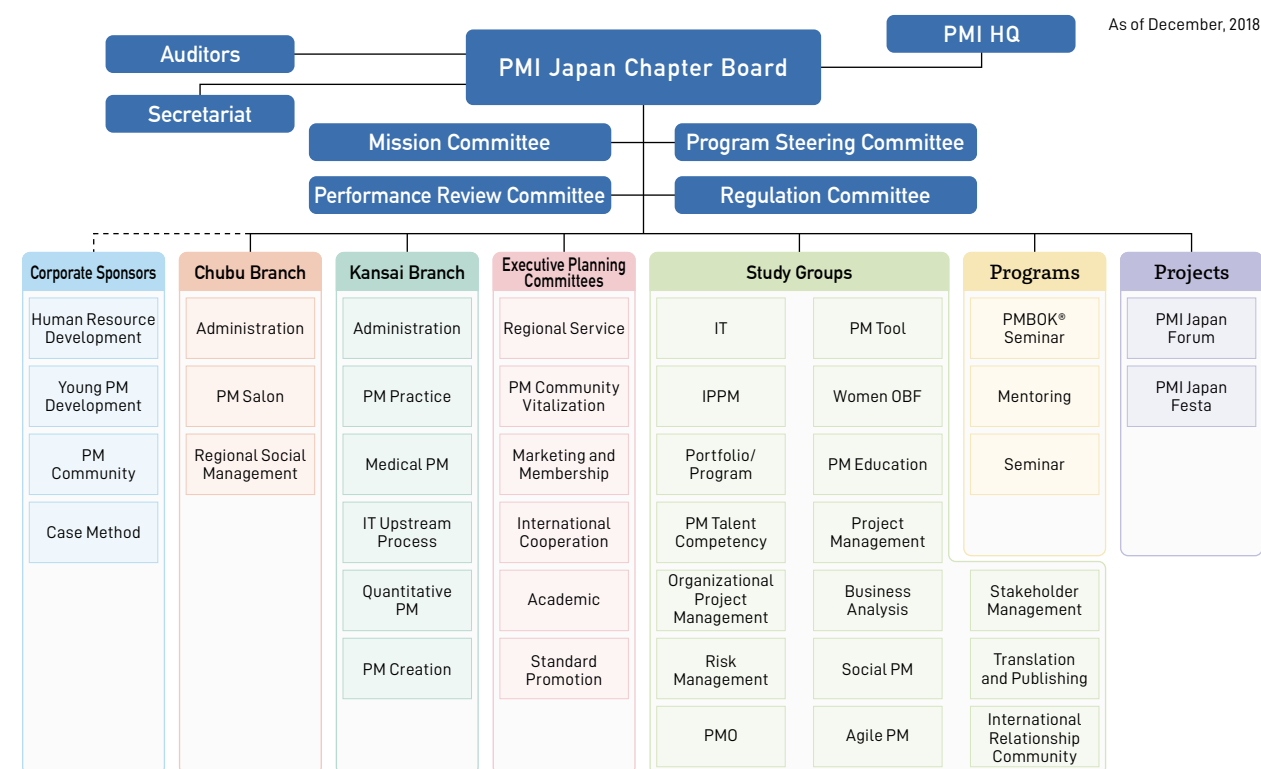 As of December, 2018
PMI HQ
Auditors
PMI Japan Chapter Board
Secretariat
Mission Committee
Program Steering Committee
Performance Review Committee
Regulation Committee
Corporate Sponsors
Human Resource
Development
Young PM
Development
PM
Community
Case Method
Chubu Branch
Administration
PM Salon
Regional Social
Management
Kansai Branch
Administration
PM Practice
Medical PM
IT Upstream
Process
Quantitative
PM
PM Creation
Executive Planning
Committees
Regional Service
PM Community
Vitalization
Marketing and
Membership
International
Cooperation
Academic
Standard
Promotion
Study Groups
IT
IPPM
Portfolio/
Program
PM Talent
Competency
Organizational
Project
Management
Risk
Management
PMO
PM Tool
Women OBF
PM Education
Project
Management
Business
Analysis
Social PM
Agile PM
Stakeholder
Management
Translation
and Publishing
International
Relationship
Community
Programs
PMBOK®
Seminar
Mentoring
Seminar
Projects
PMI Japan
Forum
PMI Japan
Festa